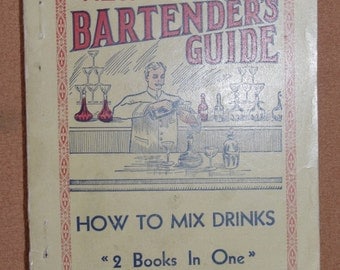 BARTENDER'S
GUIDE
HOW TO MIX DRINKS
"2 Books In One"